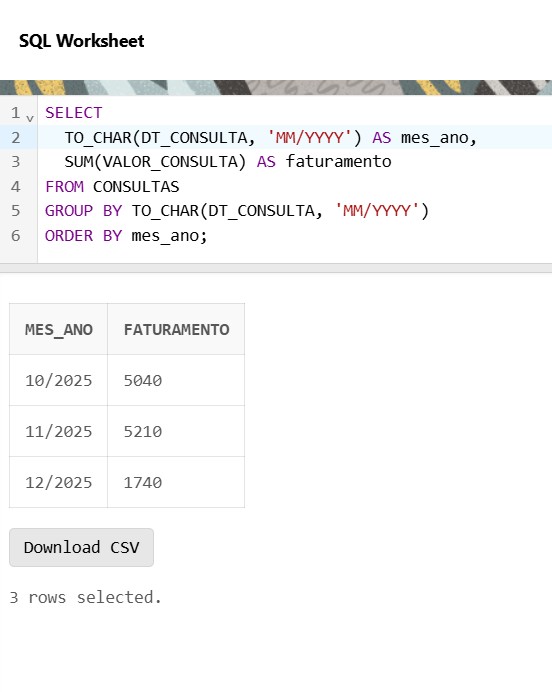 SQL Worksheet
1 SELECT
2 TO_CHAR(DT_CONSULTA, 'MM/YYYY') AS mes_ano,
3 SUM(VALOR_CONSULTA) AS faturamento
4 FROM CONSULTAS
5 GROUP BY TO_CHAR(DT_CONSULTA, 'MM/YYYY')
6 ORDER BY mes_ano;
MES_ANO FATURAMENTO
10/2025 5040
11/2025 5210
12/2025 1740
Download CSV
3 rows selected.